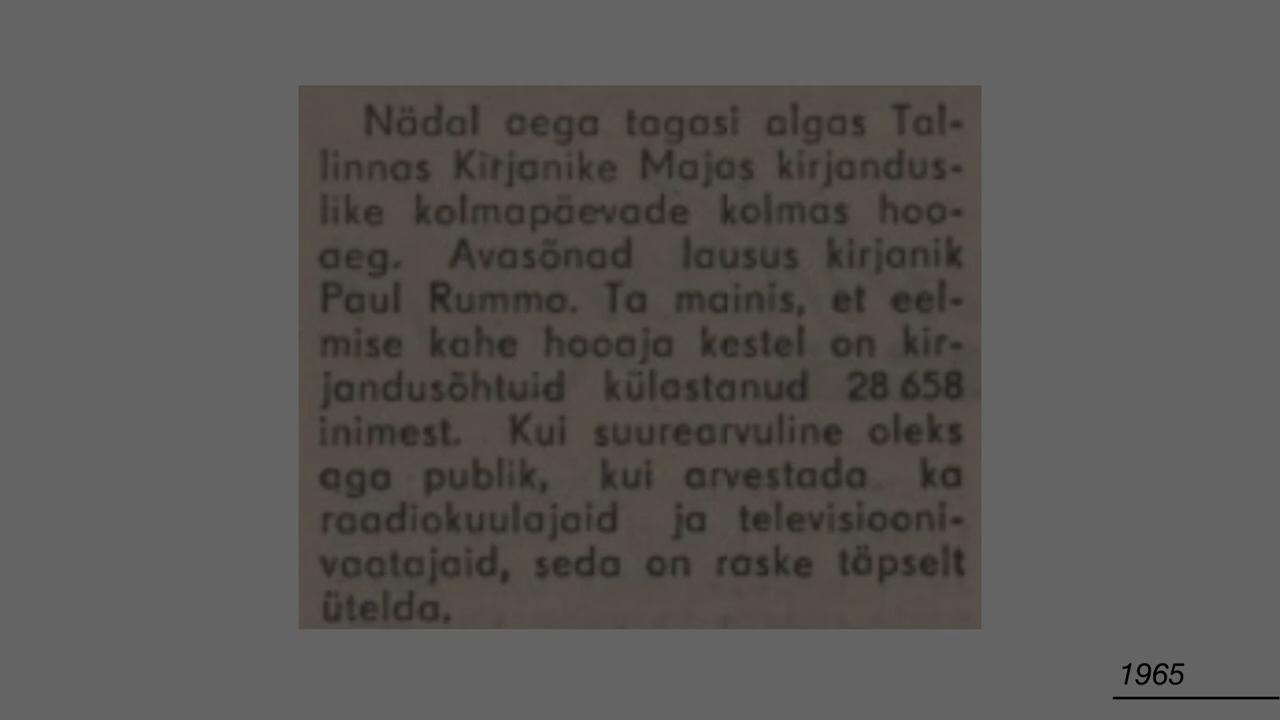 Nädal aega tagasi algas Tal-
linnas Kirjanike Majas kirjandus-
like kolmapäevade kolmas hoo-
aeg. Avasõnad lausus kirjanik
Paul Rummo. Ta mainis, et eel-
mise kahe hooaja kestel on kir-
jandusõhtuid külastanud 28 658
inimest. Kui suurearvuline oleks
aga publik, kui arvestada ka
raadiokuulajaid ja televisiooni-
vaatajaid, seda on raske täpselt
ütelda.
1965